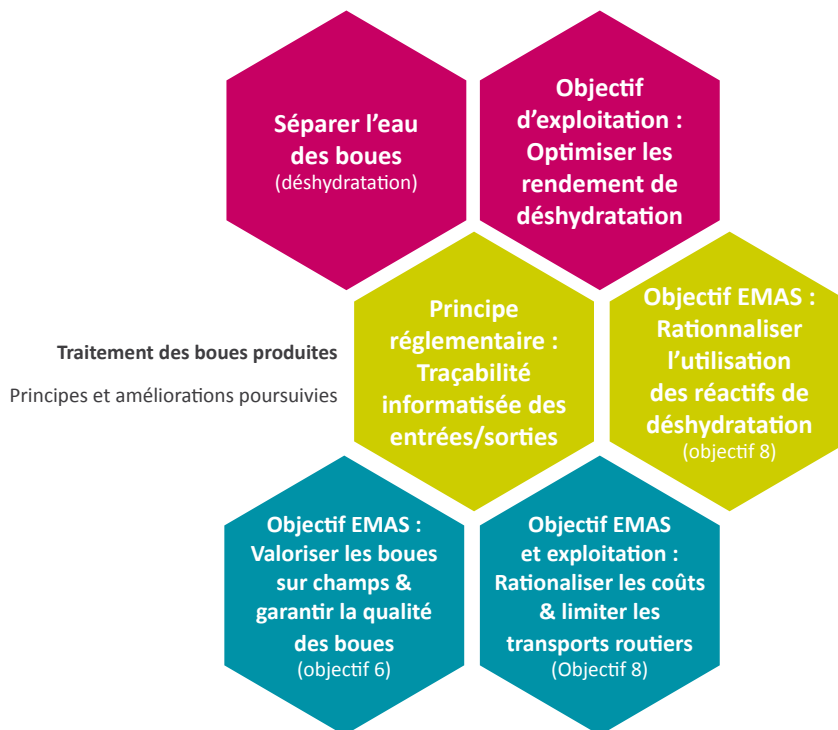 Séparer l'eau
des boues
(déshydratation)
Objectif
d'exploitation :
Optimiser les
rendement de
déshydratation
Traitement des boues produites
Principes et améliorations poursuivies
Principe
réglementaire :
Traçabilité
informatisée des
entrées/sorties
Objectif EMAS :
Rationnaliser
l'utilisation
des réactifs de
déshydratation
(objectif 8)
Objectif EMAS :
Valoriser les boues
sur champs &
garantir la qualité
des boues
(objectif 6)
Objectif EMAS
et exploitation :
Rationaliser les coûts
& limiter les
transports routiers
(Objectif 8)